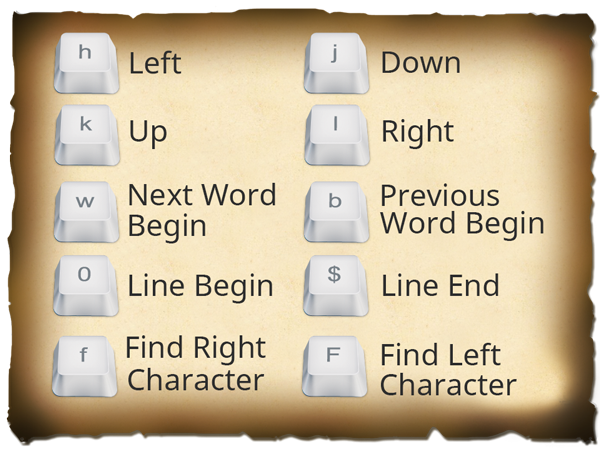 h Left j Down
k Up l Right
w Next Word Begin b Previous Word Begin
0 Line Begin $ Line End
f Find Right Character F Find Left Character